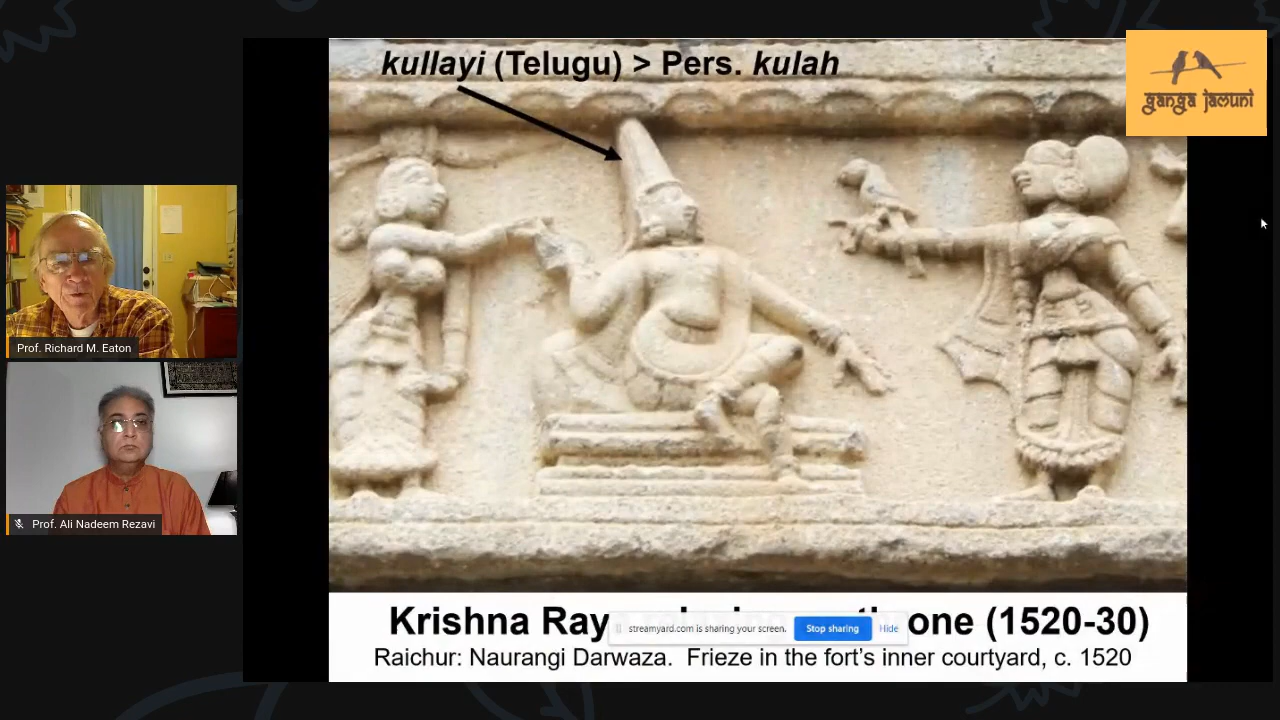 kullayi (Telugu) > Pers. kulah
ganga jamuni
Prof. Richard M. Eaton
Prof. Ali Nadeem Rezavi
Krishna Ray throne (1520-30)
streamyard.com is sharing your screen. Stop sharing Hide
Raichur: Naurangi Darwaza. Frieze in the fort's inner courtyard, c. 1520